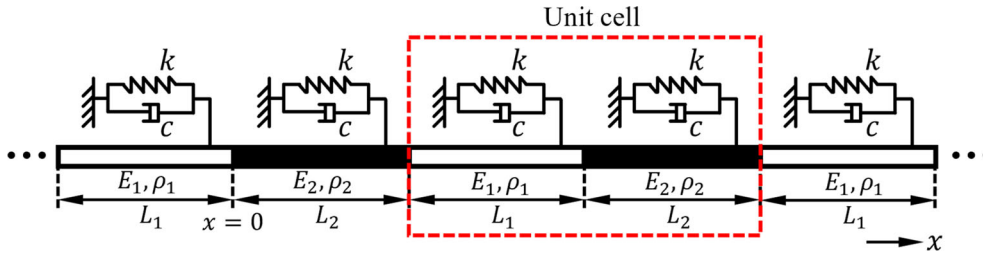 Unit cell
k k k k k
c c c c c
••• •••
E₁, ρ₁ E₂, ρ₂ E₁, ρ₁ E₂, ρ₂ E₁, ρ₁
L₁ x = 0 L₂ L₁ L₂ L₁
x